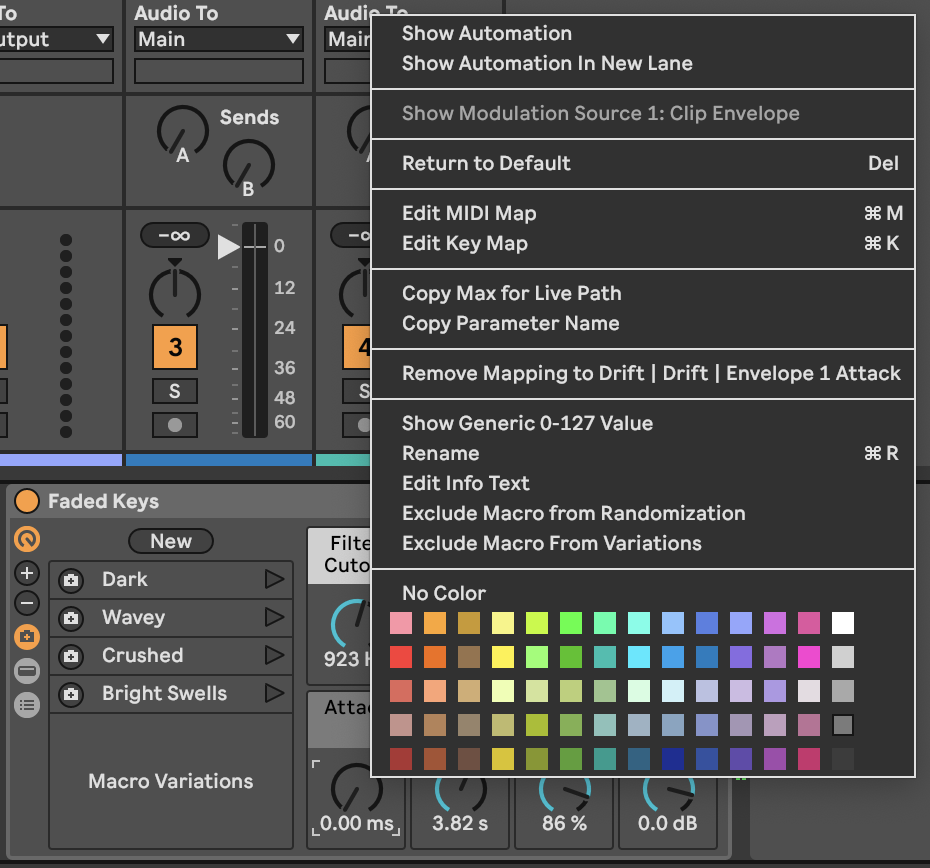 To
Audio To
Audio To
utput
Main
Main
Sends
A
B
-∞
0
12
24
36
48
60
3
4
S
S
Show Automation
Show Automation In New Lane
Show Modulation Source 1: Clip Envelope
Return to Default Del
Edit MIDI Map ⌘ M
Edit Key Map ⌘ K
Copy Max for Live Path
Copy Parameter Name
Remove Mapping to Drift | Drift | Envelope 1 Attack
Show Generic 0-127 Value
Rename ⌘ R
Edit Info Text
Exclude Macro from Randomization
Exclude Macro From Variations
No Color
Faded Keys
New
Dark
Wavey
Crushed
Bright Swells
Macro Variations
Filte
Cuto
923 H
Atta
0.00 ms
3.82 s
86 %
0.0 dB